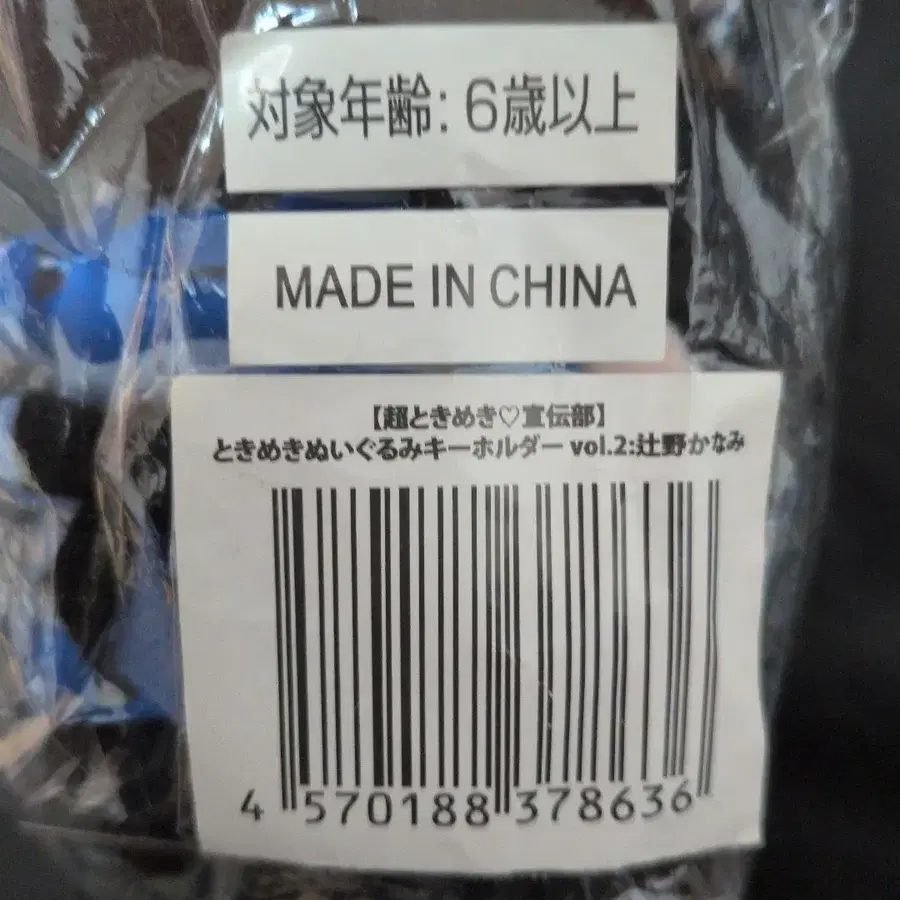 対象年齢: 6歳以上
MADE IN CHINA
【超ときめき♡宣伝部】
ときめきぬいぐるみキーホルダー vol.2:辻野かなみ
4 570188 378636